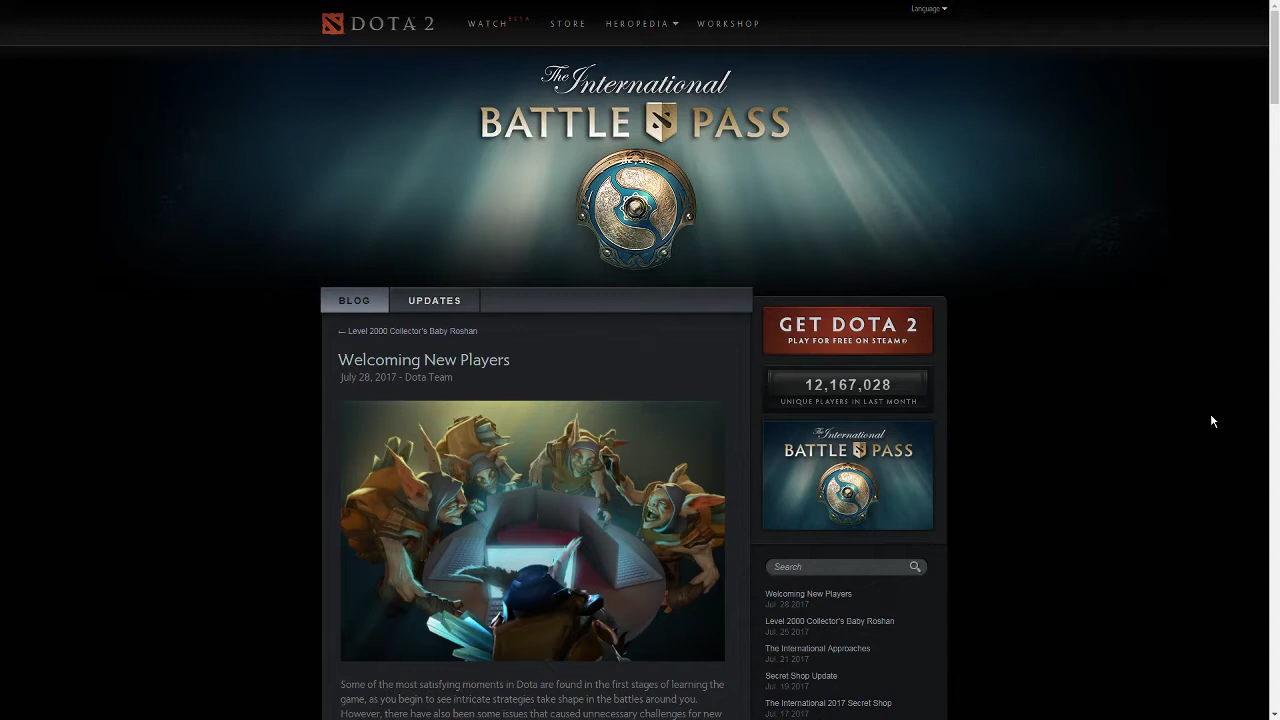 Language
DOTA 2
WATCH BETA STORE HEROPEDIA WORKSHOP
The International
BATTLE PASS
BLOG UPDATES
← Level 2000 Collector's Baby Roshan
Welcoming New Players
July 28, 2017 - Dota Team
Some of the most satisfying moments in Dota are found in the first stages of learning the
game, as you begin to see intricate strategies take shape in the battles around you.
However, there have also been some issues that caused unnecessary challenges for new
GET DOTA 2
PLAY FOR FREE ON STEAM®
12,167,028
UNIQUE PLAYERS IN LAST MONTH
The International
BATTLE PASS
Search
Welcoming New Players
Jul. 28 2017
Level 2000 Collector's Baby Roshan
Jul. 25 2017
The International Approaches
Jul. 21 2017
Secret Shop Update
Jul. 19 2017
The International 2017 Secret Shop
Jul. 17 2017